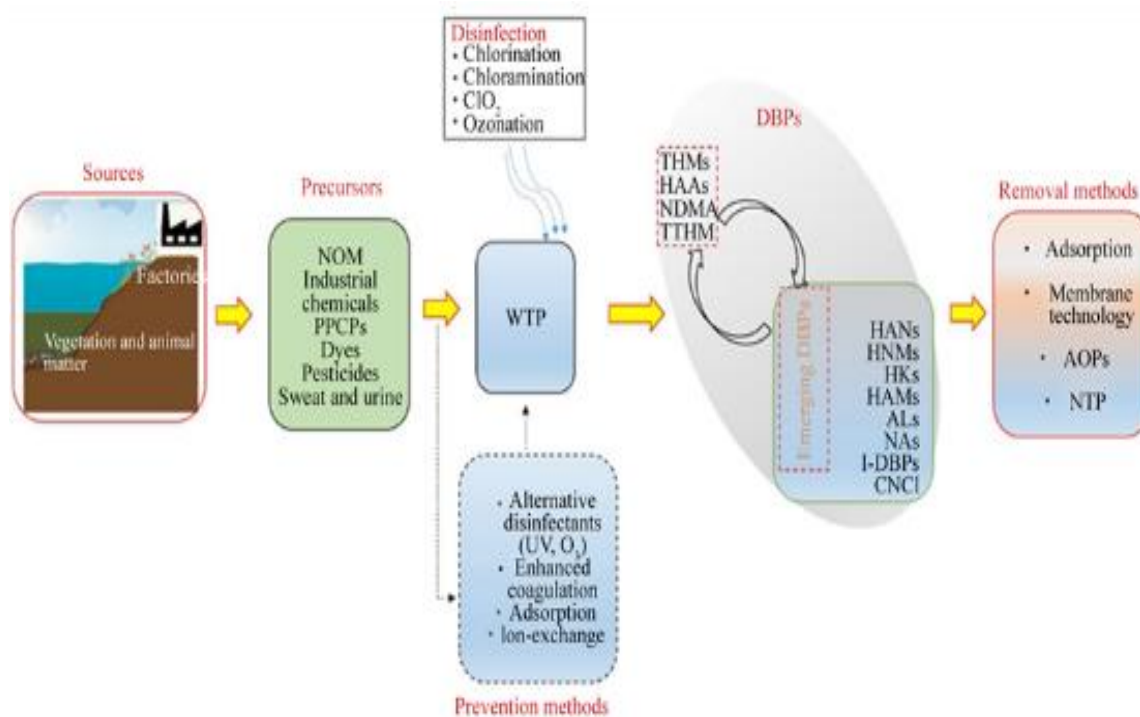 Disinfection
• Chlorination
• Chloramination
• ClO2
• Ozonation
Sources
Factories
Vegetation and animal
matter
Precursors
NOM
Industrial
chemicals
PPCPs
Dyes
Pesticides
Sweat and urine
WTP
• Alternative
disinfectants
(UV, O3)
• Enhanced
coagulation
• Adsorption
• Ion-exchange
Prevention methods
DBPs
THMs
HAAs
NDMA
TTHM
Emerging DBPs
HANs
HNMs
HKs
HAMs
ALs
NAs
I-DBPs
CNCl
Removal methods
• Adsorption
• Membrane
technology
• AOPs
• NTP